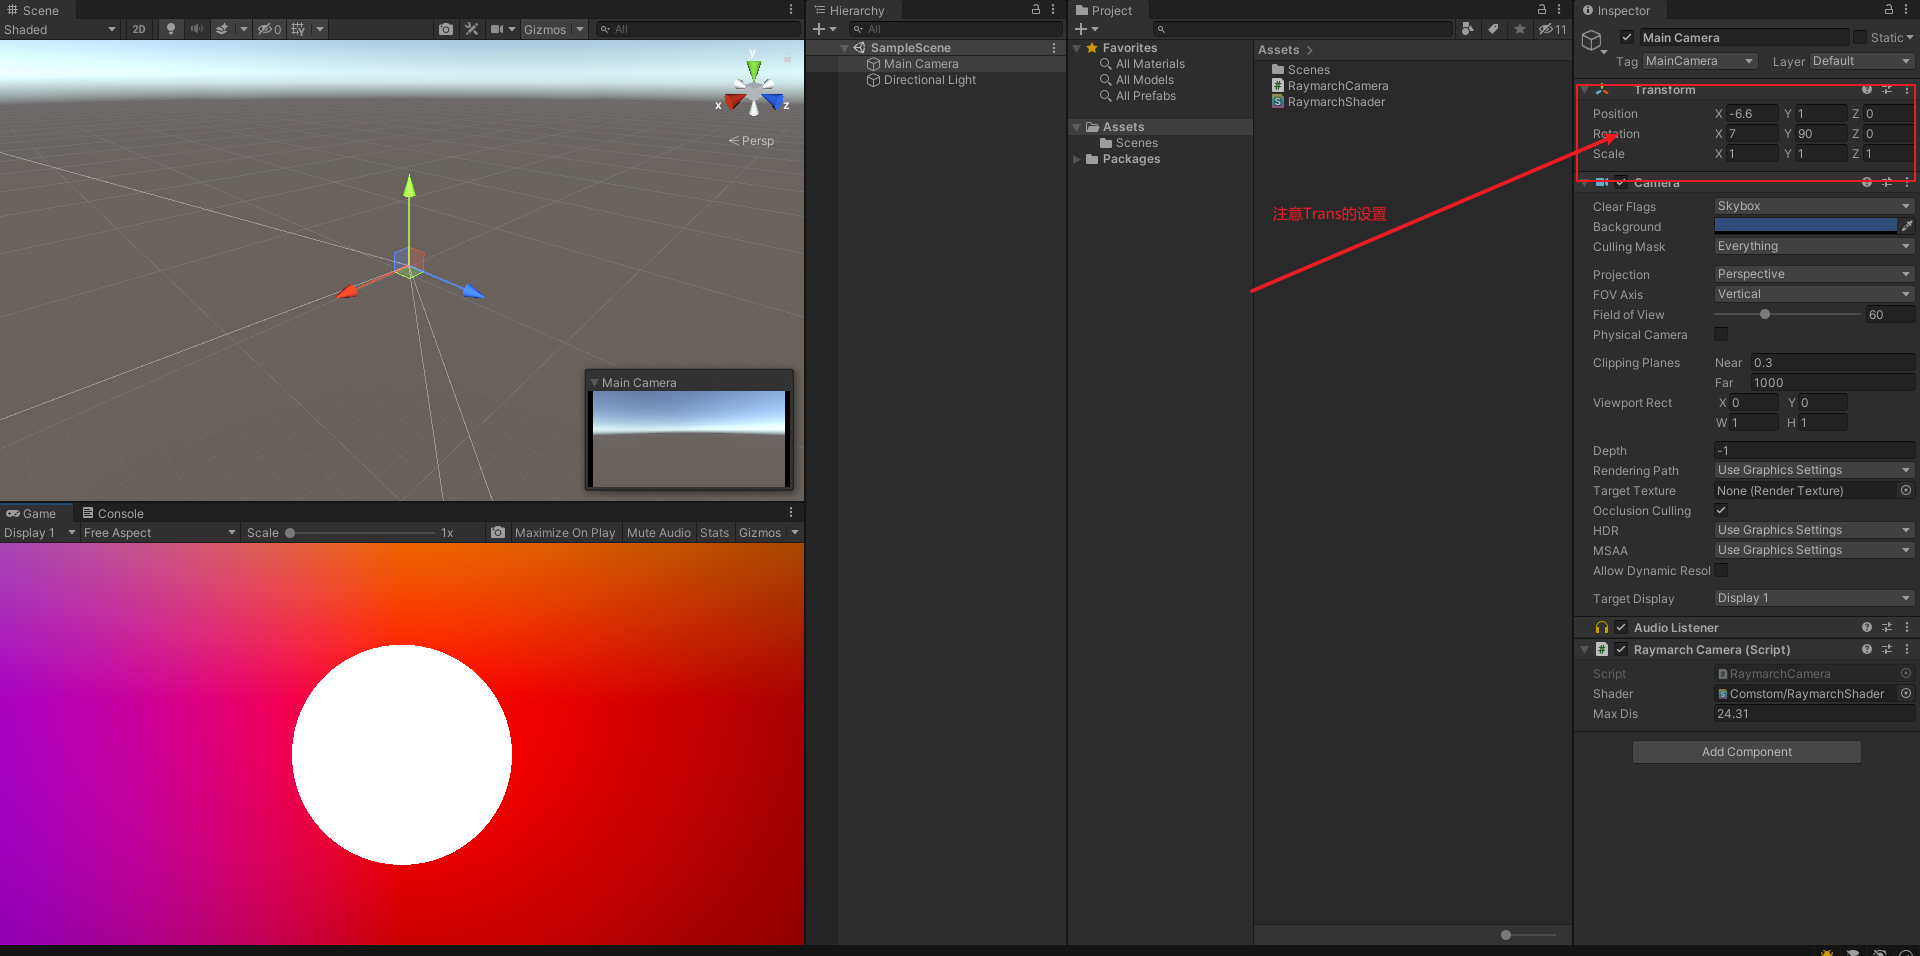 Scene
Shaded
2D
0
Gizmos
All
y
x
z
Persp
Main Camera
Game
Console
Display 1
Free Aspect
Scale
1x
Maximize On Play
Mute Audio
Stats
Gizmos
Hierarchy
All
SampleScene
Main Camera
Directional Light
Project
11
Favorites
All Materials
All Models
All Prefabs
Assets
Scenes
Packages
Assets
Scenes
RaymarchCamera
RaymarchShader
注意Trans的设置
Inspector
Main Camera
Static
Tag MainCamera Layer Default
Transform
Position X -6.6 Y 1 Z 0
Rotation X 7 Y 90 Z 0
Scale X 1 Y 1 Z 1
Camera
Clear Flags Skybox
Background
Culling Mask Everything
Projection Perspective
FOV Axis Vertical
Field of View 60
Physical Camera
Clipping Planes Near 0.3
Far 1000
Viewport Rect X 0 Y 0
W 1 H 1
Depth -1
Rendering Path Use Graphics Settings
Target Texture None (Render Texture)
Occlusion Culling
HDR Use Graphics Settings
MSAA Use Graphics Settings
Allow Dynamic Resol
Target Display Display 1
Audio Listener
Raymarch Camera (Script)
Script RaymarchCamera
Shader Comstom/RaymarchShader
Max Dis 24.31
Add Component